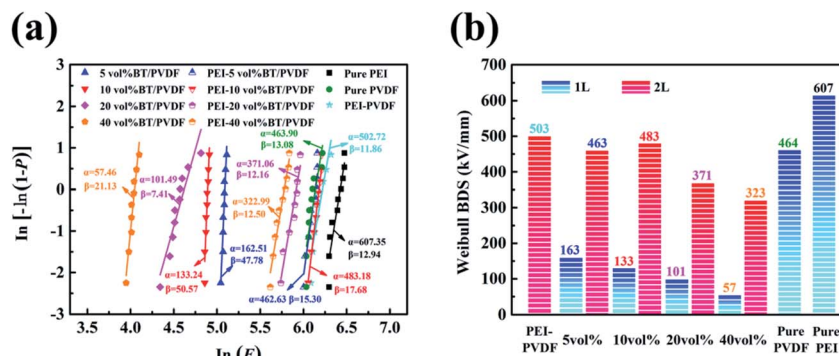 (a)
3
2
1
0
-1
-2
-3
ln [-ln(1-P)]
5 vol%BT/PVDF
PEI-5 vol%BT/PVDF
Pure PEI
10 vol%BT/PVDF
PEI-10 vol%BT/PVDF
Pure PVDF
20 vol%BT/PVDF
PEI-20 vol%BT/PVDF
PEI-PVDF
40 vol%BT/PVDF
PEI-40 vol%BT/PVDF
α=463.90
β=13.08
α=502.72
β=11.86
α=57.46
β=21.13
α=101.49
β=7.41
α=371.06
β=12.16
α=322.99
β=12.50
α=162.51
β=47.78
α=607.35
β=12.94
α=133.24
β=50.57
α=462.63
β=15.30
α=483.18
β=17.68
3.5
4.0
4.5
5.0
5.5
6.0
6.5
7.0
ln (E)
(b)
700
600
500
400
300
200
100
0
Weibull BDS (kV/mm)
1L
2L
503
163
463
133
483
101
371
57
323
464
607
PEI-
PVDF
5vol%
10vol%
20vol%
40vol%
Pure
PVDF
Pure
PEI